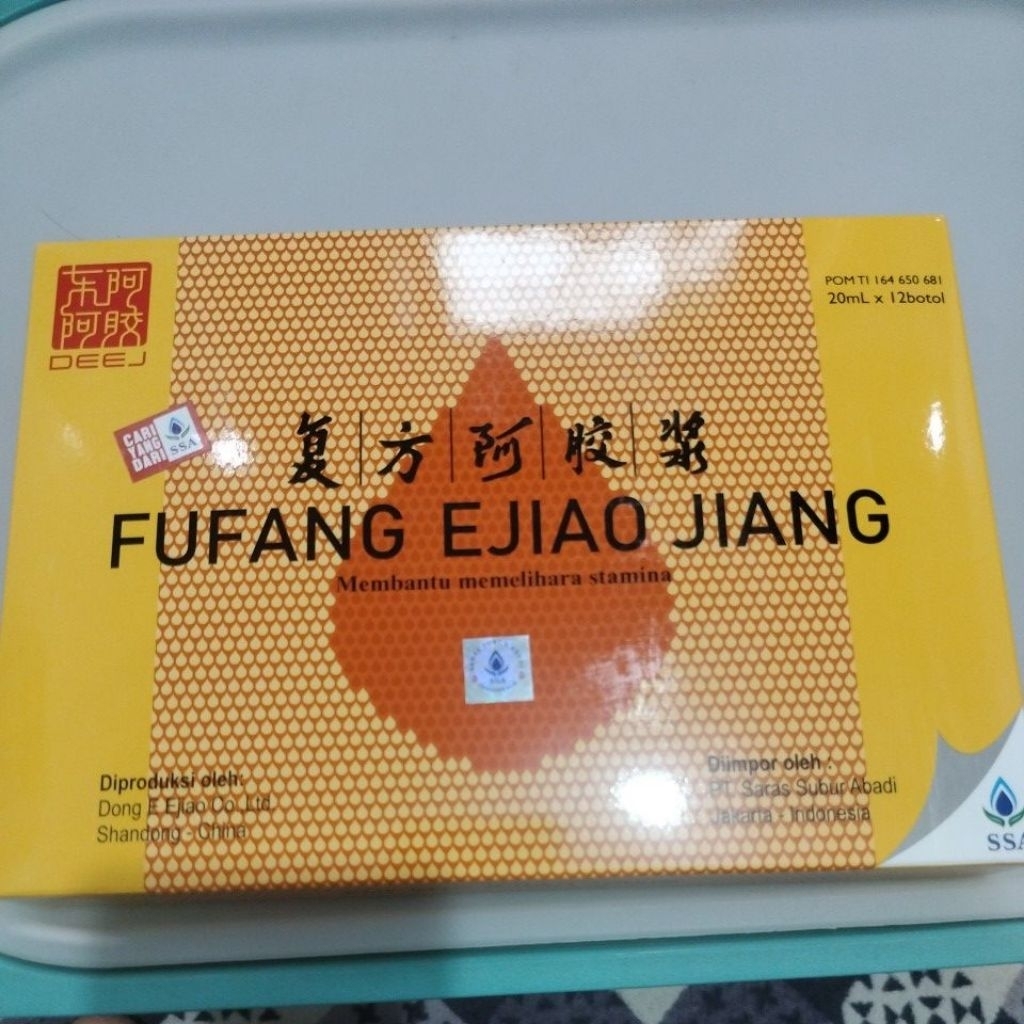 东阿
阿胶
DEEJ
POM TI 164 650 681
20mL x 12botol
CARI
YANG
DARI
SSA
复方阿胶浆
FUFANG EJIAO JIANG
Membantu memelihara stamina
SSA
Diproduksi oleh:
Dong E Ejiao Co.,Ltd.
Shandong - China
Diimpor oleh :
PT. Saras Subur Abadi
Jakarta - Indonesia
SSA